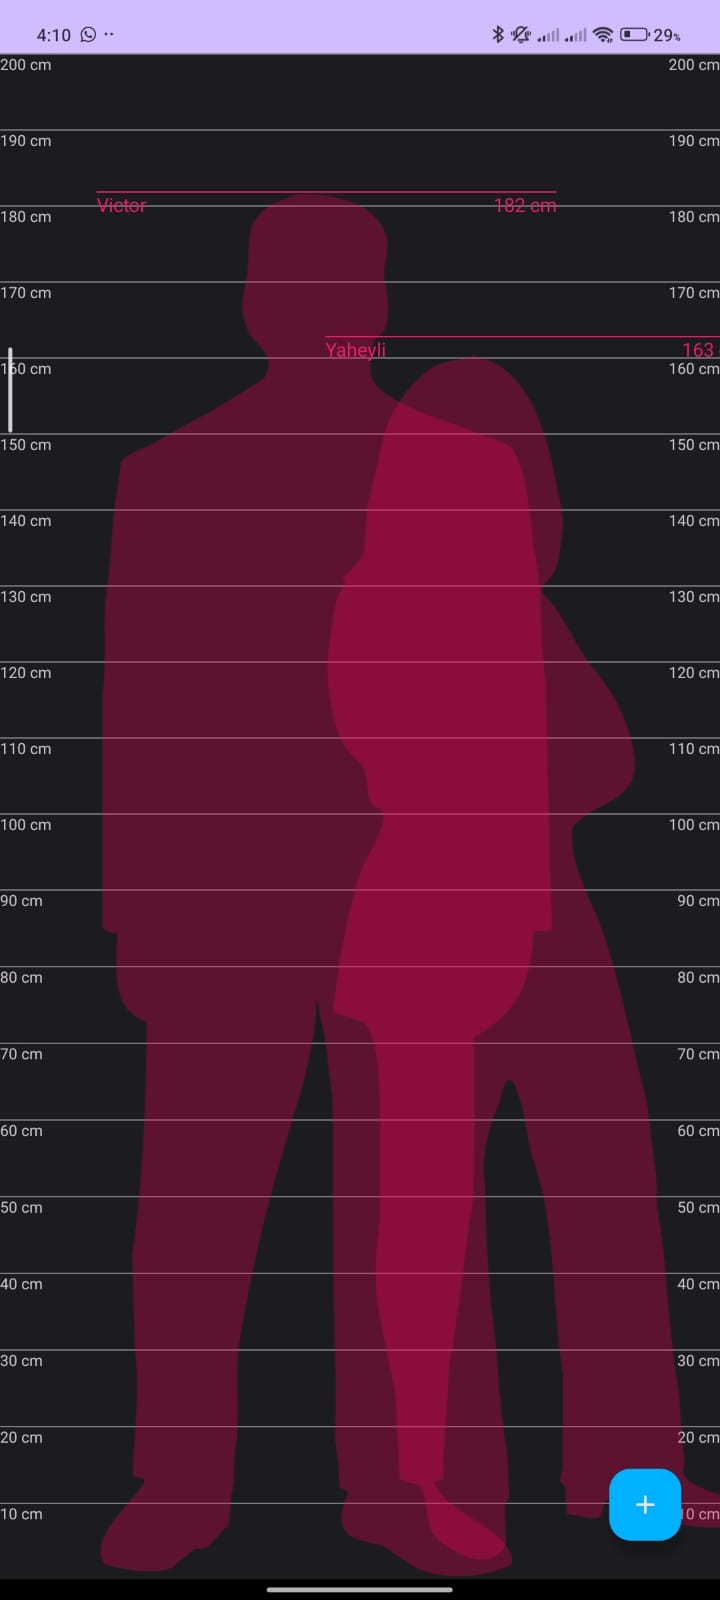 4:10 29%
200 cm 200 cm
190 cm 190 cm
Victor 182 cm
180 cm 180 cm
170 cm 170 cm
Yaheyli 163
160 cm 160 cm
150 cm 150 cm
140 cm 140 cm
130 cm 130 cm
120 cm 120 cm
110 cm 110 cm
100 cm 100 cm
90 cm 90 cm
80 cm 80 cm
70 cm 70 cm
60 cm 60 cm
50 cm 50 cm
40 cm 40 cm
30 cm 30 cm
20 cm 20 cm
10 cm 10 cm